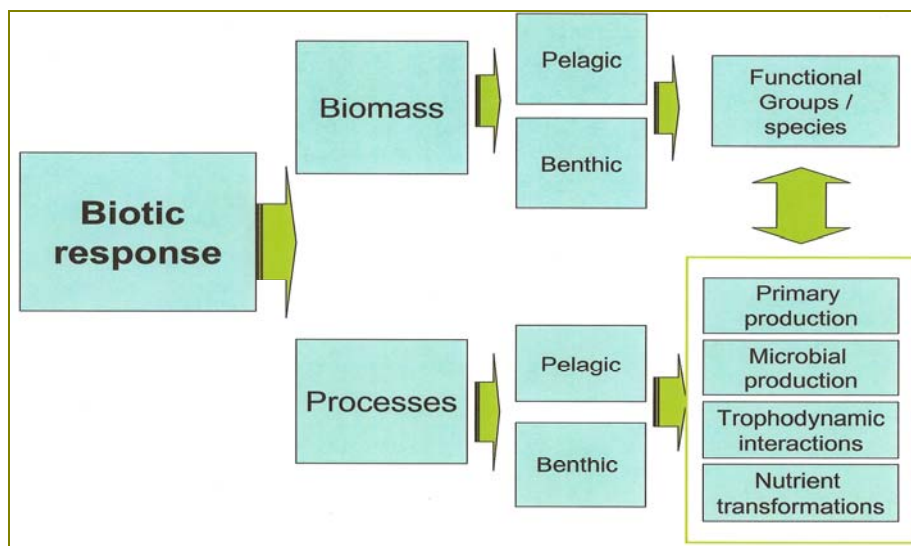 Biotic
response
Biomass
Pelagic
Benthic
Functional
Groups /
species
Processes
Pelagic
Benthic
Primary
production
Microbial
production
Trophodynamic
interactions
Nutrient
transformations